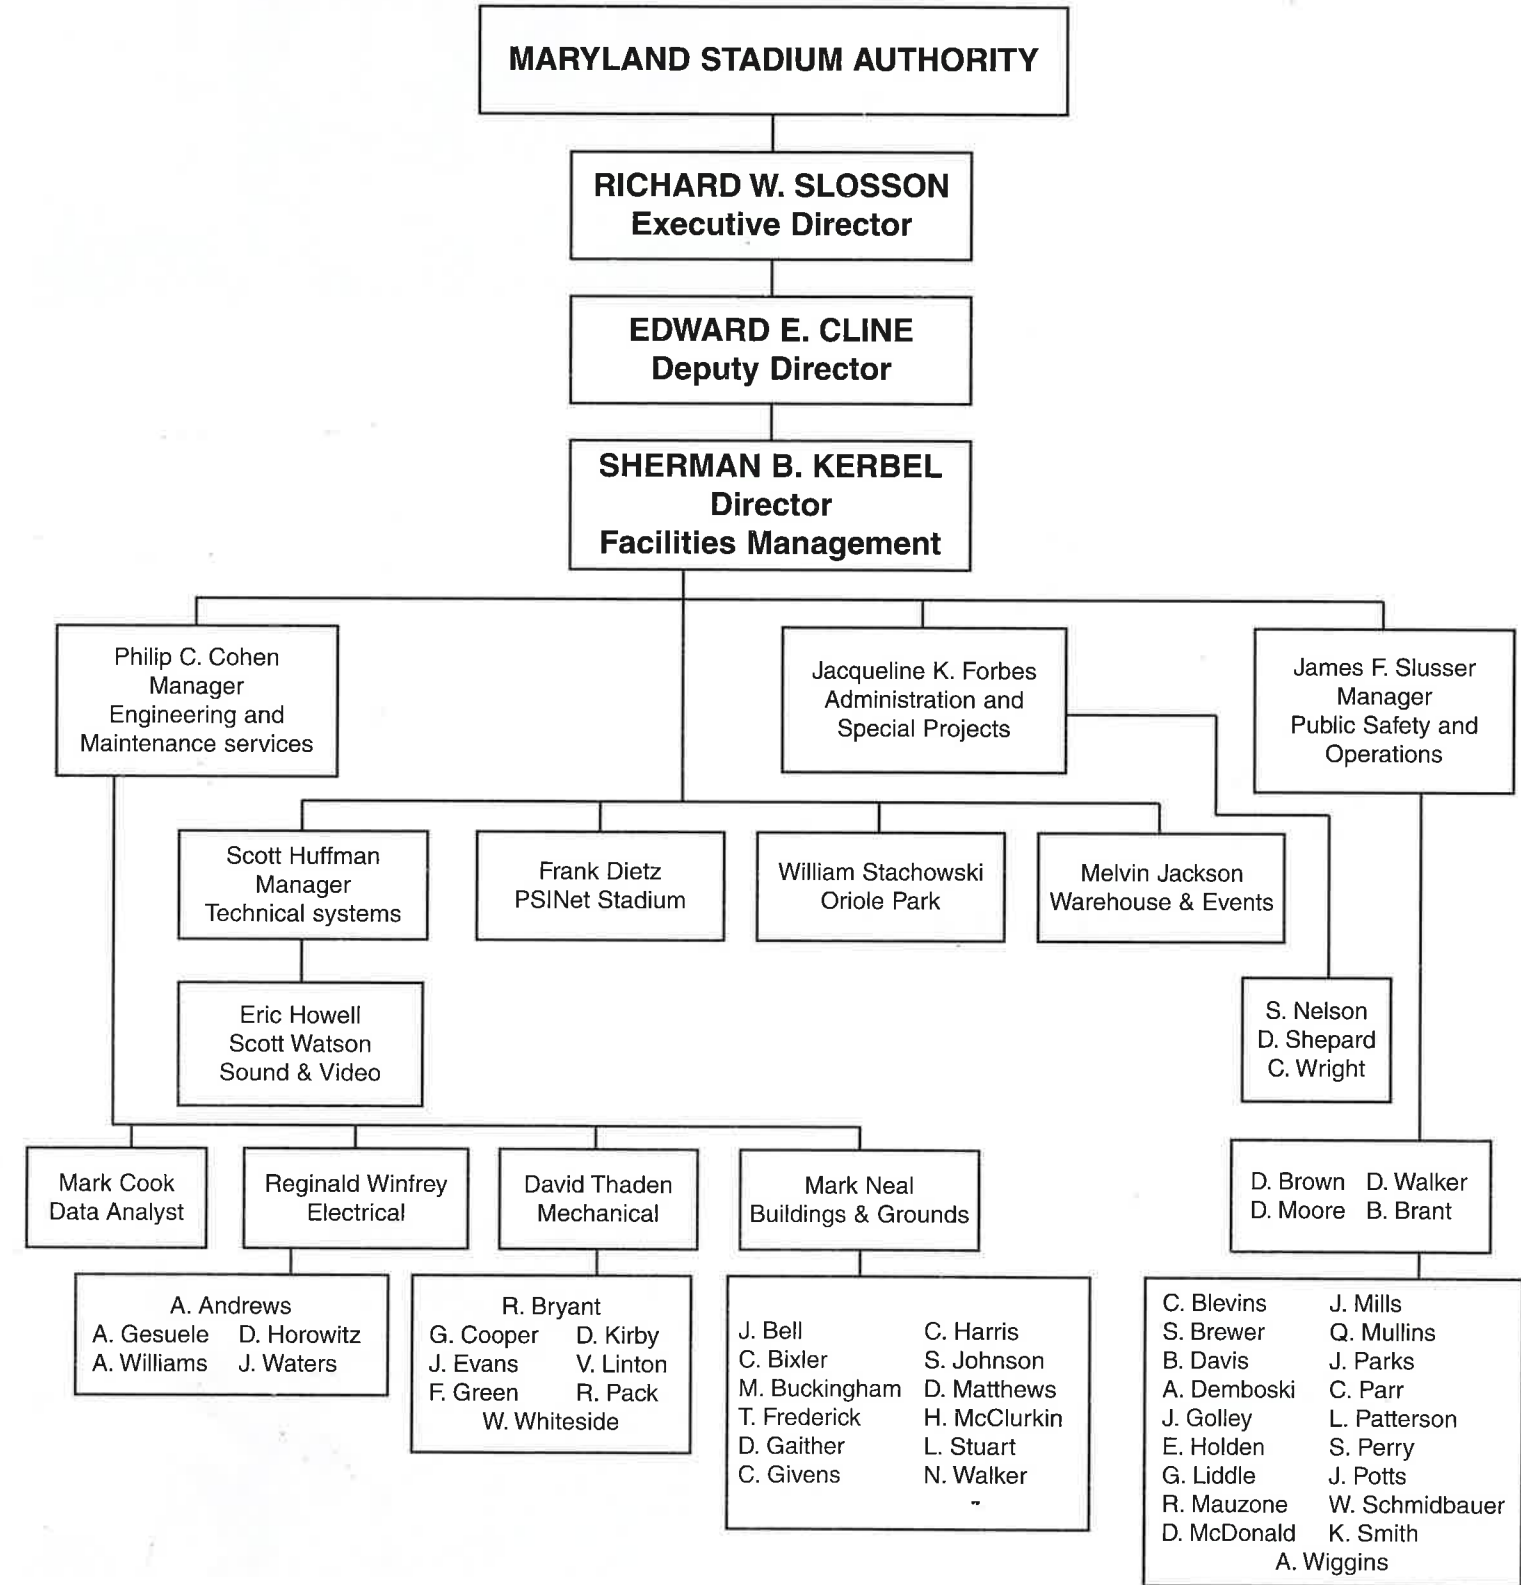 MARYLAND STADIUM AUTHORITY
RICHARD W. SLOSSON
Executive Director
EDWARD E. CLINE
Deputy Director
SHERMAN B. KERBEL
Director
Facilities Management
Philip C. Cohen
Manager
Engineering and
Maintenance services
Jacqueline K. Forbes
Administration and
Special Projects
James F. Slusser
Manager
Public Safety and
Operations
Scott Huffman
Manager
Technical systems
Frank Dietz
PSINet Stadium
William Stachowski
Oriole Park
Melvin Jackson
Warehouse & Events
Eric Howell
Scott Watson
Sound & Video
S. Nelson
D. Shepard
C. Wright
Mark Cook
Data Analyst
Reginald Winfrey
Electrical
David Thaden
Mechanical
Mark Neal
Buildings & Grounds
D. Brown D. Walker
D. Moore B. Brant
A. Andrews
A. Gesuele D. Horowitz
A. Williams J. Waters
R. Bryant
G. Cooper D. Kirby
J. Evans V. Linton
F. Green R. Pack
W. Whiteside
J. Bell C. Harris
C. Bixler S. Johnson
M. Buckingham D. Matthews
T. Frederick H. McClurkin
D. Gaither L. Stuart
C. Givens N. Walker
C. Blevins J. Mills
S. Brewer Q. Mullins
B. Davis J. Parks
A. Demboski C. Parr
J. Golley L. Patterson
E. Holden S. Perry
G. Liddle J. Potts
R. Mauzone W. Schmidbauer
D. McDonald K. Smith
A. Wiggins